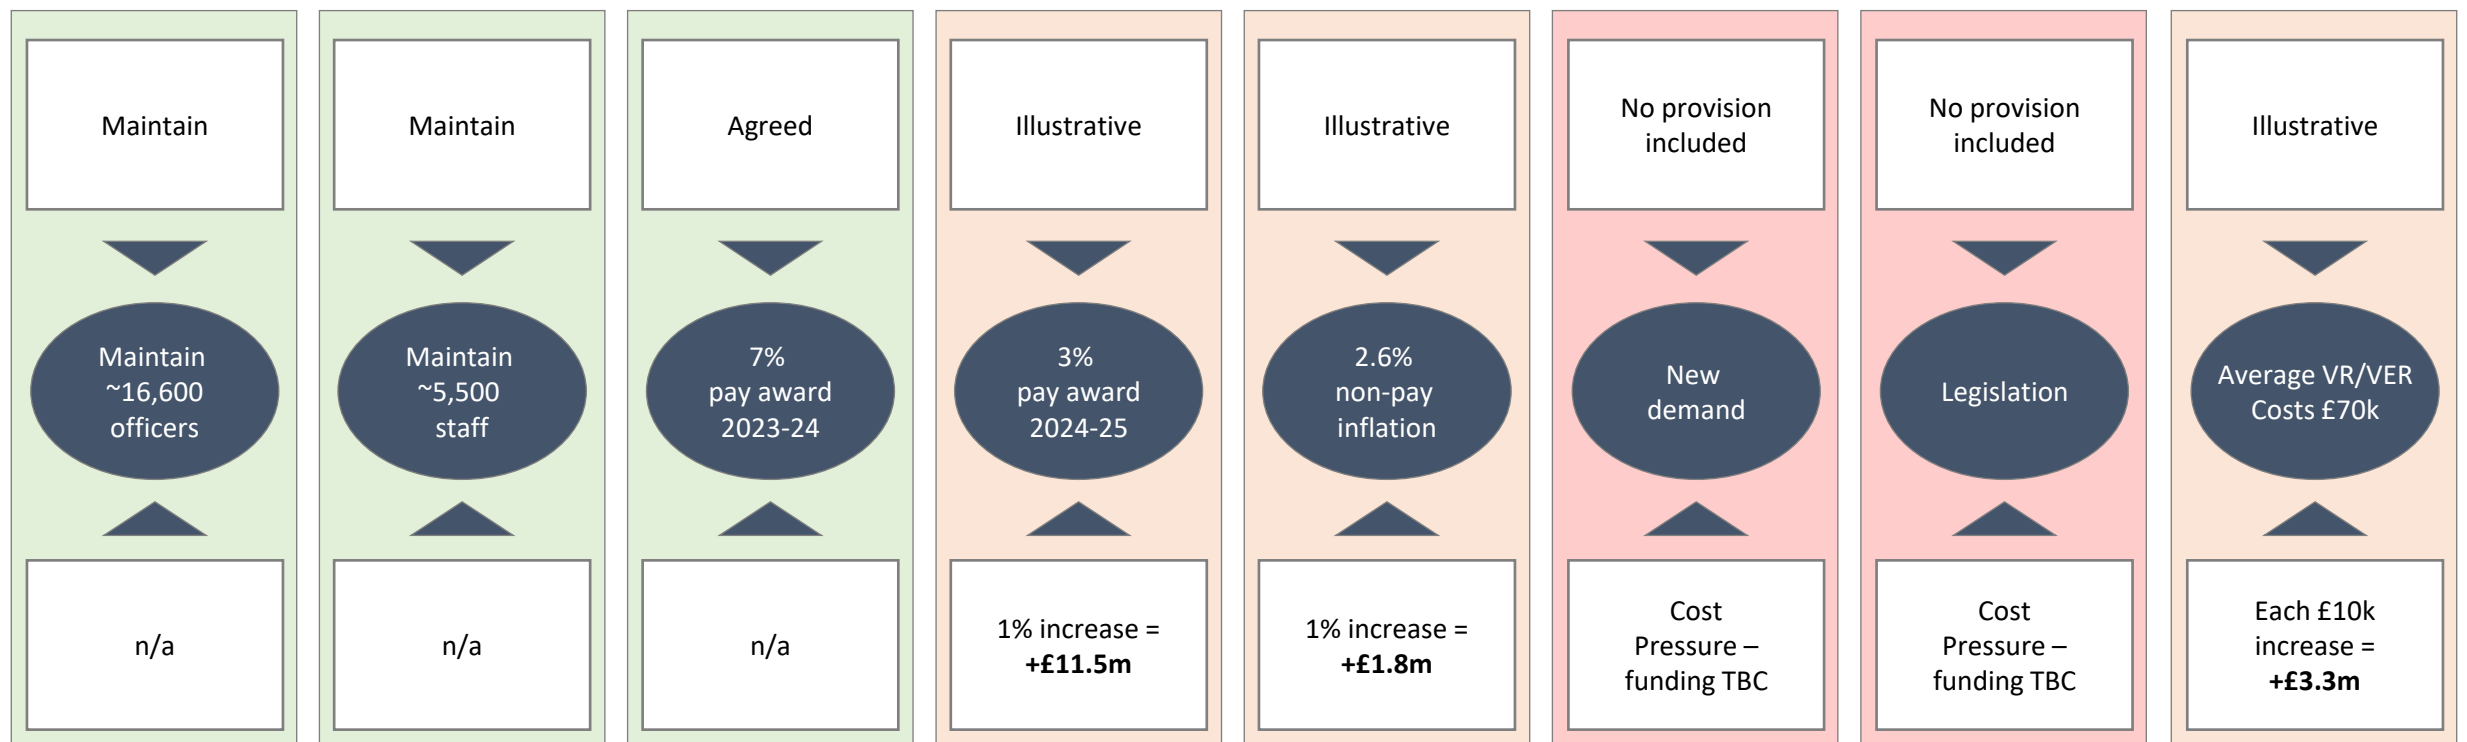 Maintain
Maintain
~16,600
officers
n/a
Maintain
Maintain
~5,500
staff
n/a
Agreed
7%
pay award
2023-24
n/a
Illustrative
3%
pay award
2024-25
1% increase =
+£11.5m
Illustrative
2.6%
non-pay
inflation
1% increase =
+£1.8m
No provision
included
New
demand
Cost
Pressure –
funding TBC
No provision
included
Legislation
Cost
Pressure –
funding TBC
Illustrative
Average VR/VER
Costs £70k
Each £10k
increase =
+£3.3m